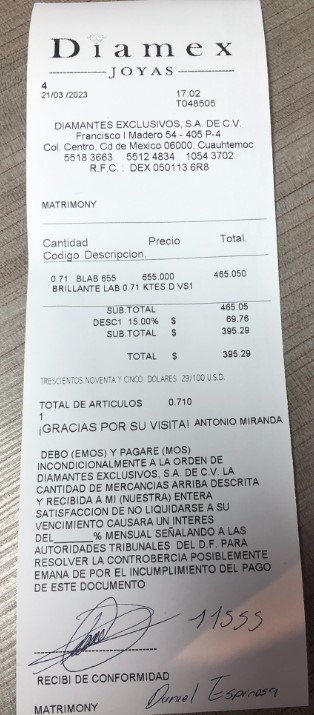 Diamex
JOYAS
4
21/03 /2023 17:02
T048505
DIAMANTES EXCLUSIVOS, S.A. DE C.V.
Francisco I Madero 54 - 405 P-4
Col. Centro, Cd de Mexico 06000, Cuauhtemoc
5518 3663 5512 4834 1054 3702
R.F.C. : DEX 050113 6R8
MATRIMONY
Cantidad Precio Total.
Codigo Descripcion.
0.71 BLAB 655 655.000 465.050
BRILLANTE LAB 0.71 KTES D VS1
SUB.TOTAL 465.05
DESC1 15.00% $ 69.76
SUB.TOTAL $ 395.29
TOTAL $ 395.29
TRESCIENTOS NOVENTA Y CINCO DOLARES 29/100 U.S.D.
TOTAL DE ARTICULOS 0.710
1
¡GRACIAS POR SU VISITA! ANTONIO MIRANDA
DEBO (EMOS) Y PAGARE (MOS)
INCONDICIONALMENTE A LA ORDEN DE
DIAMANTES EXCLUSIVOS, S.A. DE C.V. LA
CANTIDAD DE MERCANCIAS ARRIBA DESCRITA
Y RECIBIDA A MI (NUESTRA) ENTERA
SATISFACCION DE NO LIQUIDARSE A SU
VENCIMIENTO CAUSARA UN INTERES
DEL______% MENSUAL SEÑALANDO A LAS
AUTORIDADES TRIBUNALES DEL D.F. PARA
RESOLVER LA CONTROBERCIA POSIBLEMENTE
EMANA DE POR EL INCUMPLIMIENTO DEL PAGO
DE ESTE DOCUMENTO
11555
RECIBI DE CONFORMIDAD
Daniel Espinosa
MATRIMONY